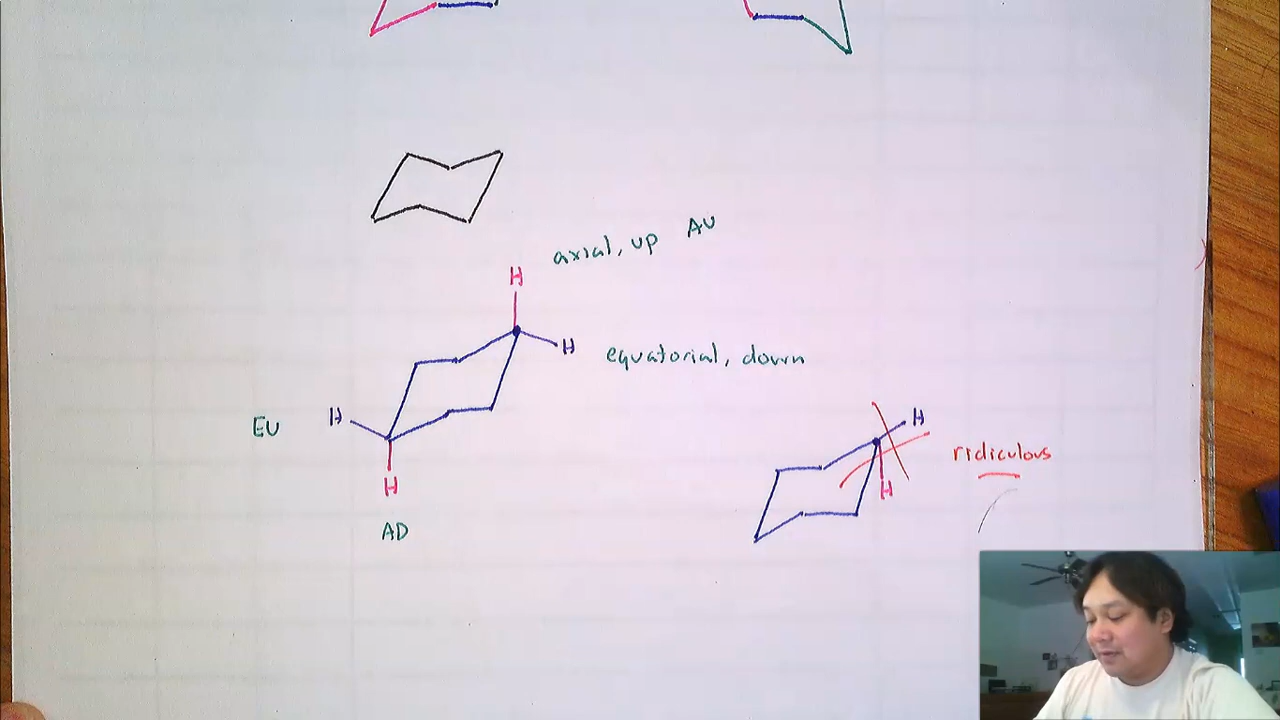 axial, up AU
H
H
equatorial, down
EU
H
H
AD
H
ridiculous
H